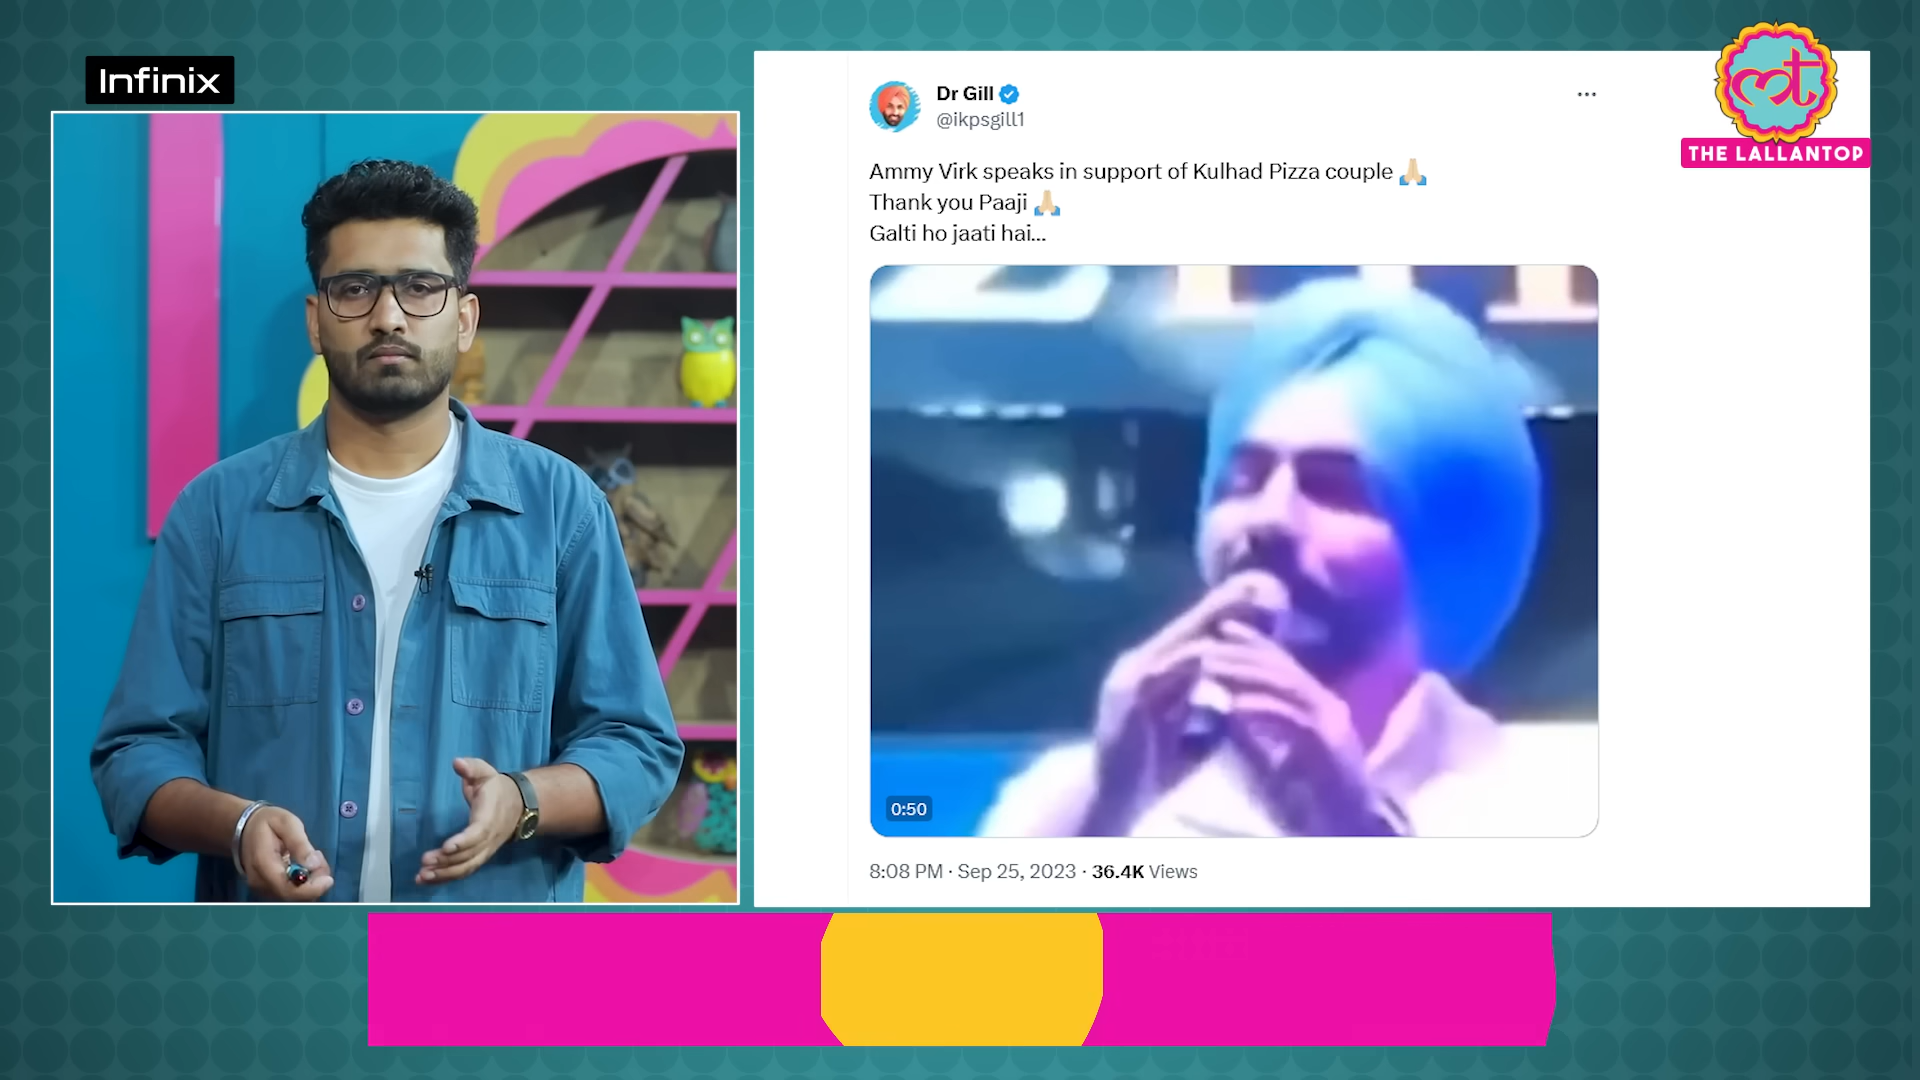 Infinix
Dr Gill
@ikpsgill1
Ammy Virk speaks in support of Kulhad Pizza couple 🙏🏼
Thank you Paaji 🙏🏼
Galti ho jaati hai...
0:50
8:08 PM · Sep 25, 2023 · 36.4K Views
लT
THE LALLANTOP